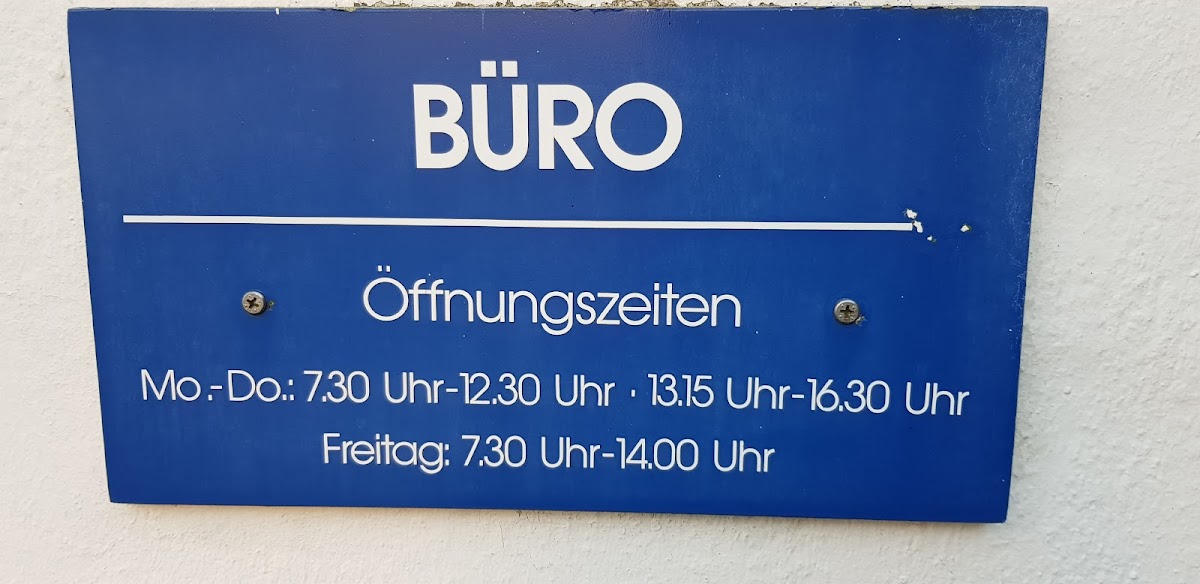 BÜRO
Öffnungszeiten
Mo.-Do.: 7.30 Uhr-12.30 Uhr · 13.15 Uhr-16.30 Uhr
Freitag: 7.30 Uhr-14.00 Uhr